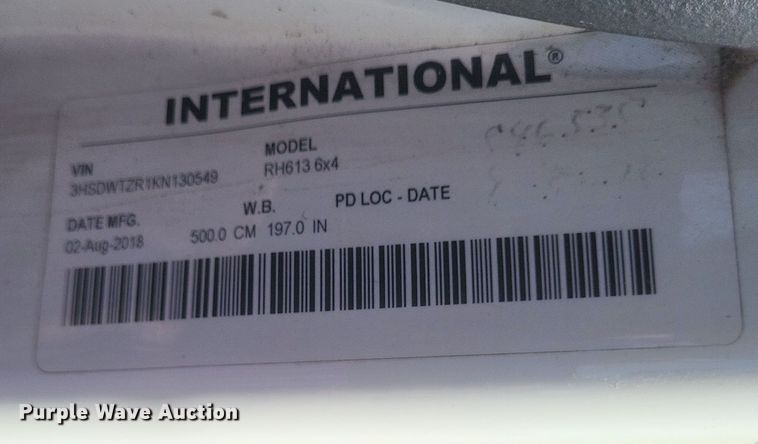 INTERNATIONAL®
VIN
3HSDWTZR1KN130549
MODEL
RH613 6x4
DATE MFG.
02-Aug-2018
W.B.
500.0 CM 197.0 IN
PD LOC - DATE
Purple Wave Auction